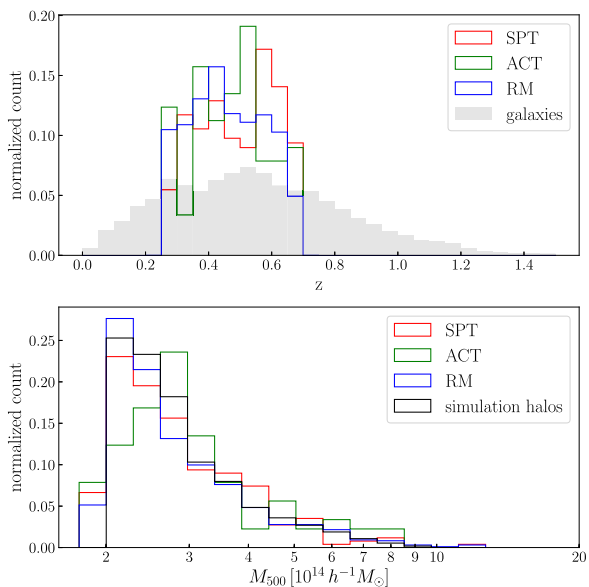 0.20
0.15
0.10
0.05
0.00
normalized count
SPT
ACT
RM
galaxies
0.0 0.2 0.4 0.6 0.8 1.0 1.2 1.4
z
0.25
0.20
0.15
0.10
0.05
0.00
normalized count
SPT
ACT
RM
simulation halos
2 3 4 5 6 7 8 9 10 20
M₅₀₀ [10¹⁴ h⁻¹M☉]